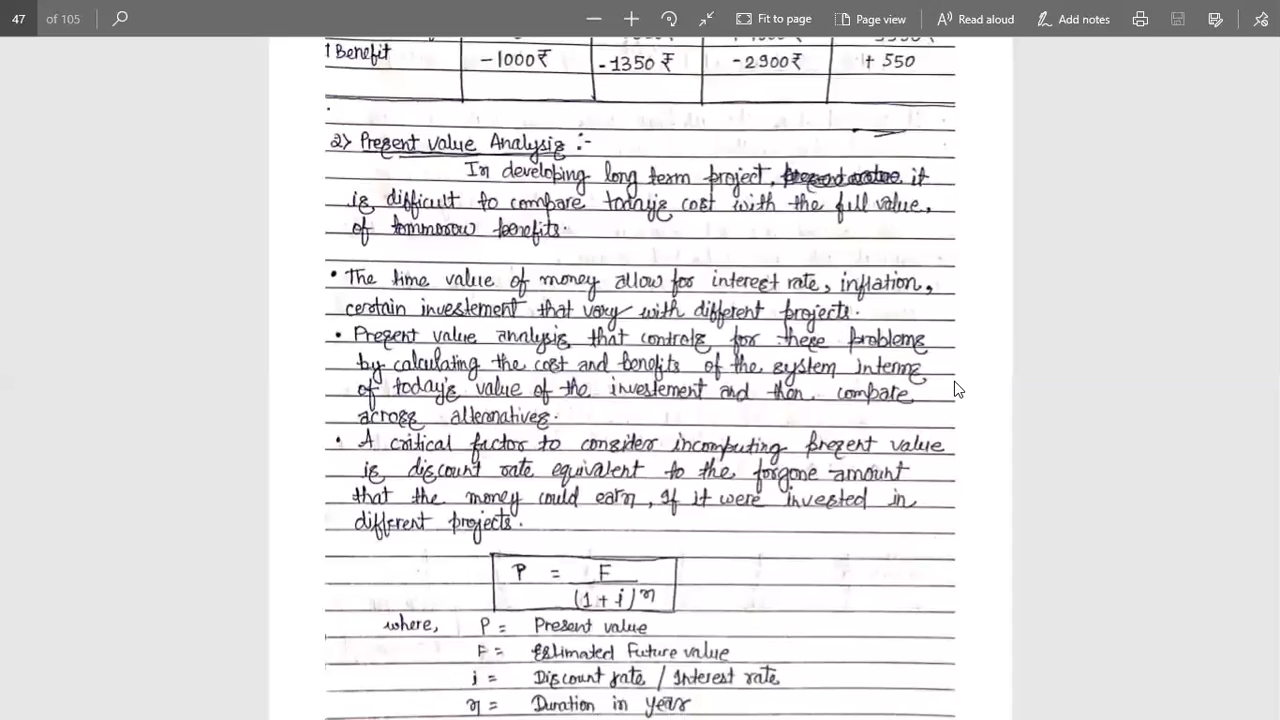 47 of 105 Fit to page Page view Read aloud Add notes
Benefit -1000₹ -1350₹ -2900₹ + 550
2> Present value Analysis :-
In developing long term project, it
is difficult to compare today's cost with the full value,
of tommorow benefits.
• The time value of money allow for interest rate, inflation,
certain investement that vary with different projects.
• Present value analysis that controls for these problems
by calculating the cost and benefits of the system interms
of today's value of the investement and then compare
across alternatives.
• A critical factor to consider incomputing present value
is discount rate equivalent to the forgone amount
that the money could earn, if it were invested in
different projects.
P = F
(1 + i)n
where, P = Present value
F = Estimated Future value
i = Discount rate / Interest rate
n = Duration in year